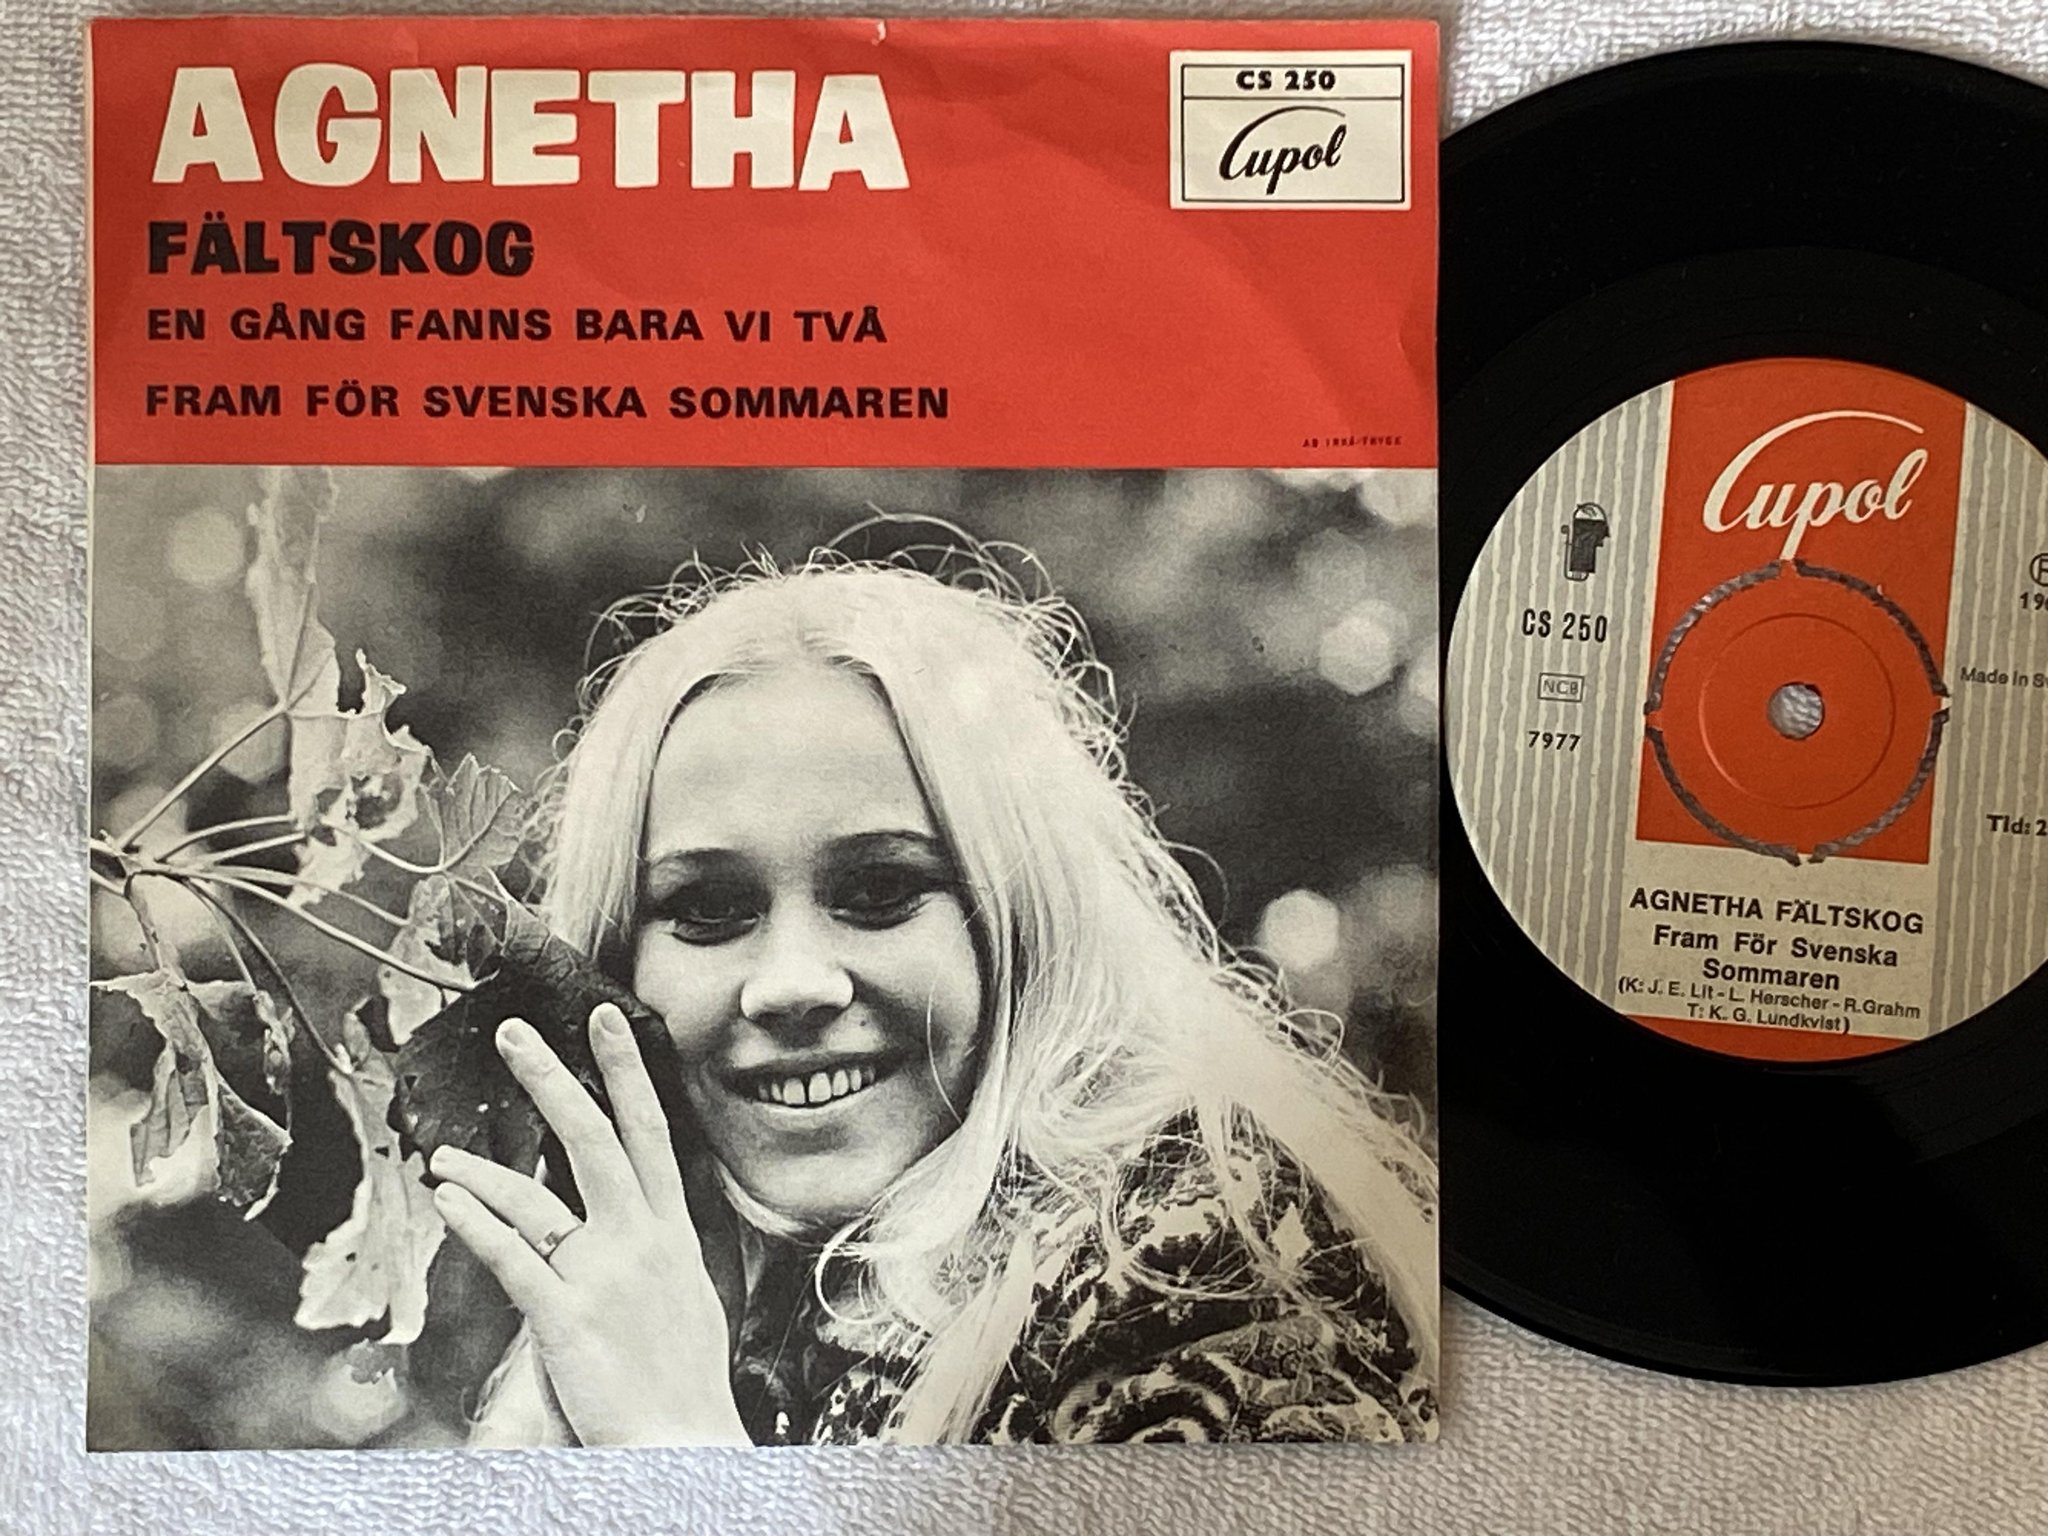 AGNETHA
FÄLTSKOG
EN GÅNG FANNS BARA VI TVÅ
FRAM FÖR SVENSKA SOMMAREN
CS 250
Cupol
Cupol
CS 250
NCB
7977
Made In
Tid: 2
AGNETHA FÄLTSKOG
Fram För Svenska
Sommaren
(K: J. E. Lit - L. Herscher - R. Grahm
T: K. G. Lundkvist)